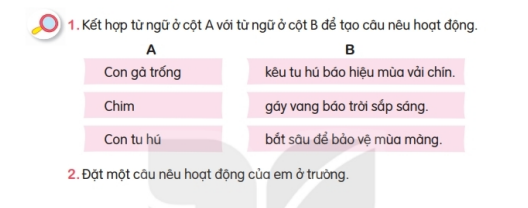 1. Kết hợp từ ngữ ở cột A với từ ngữ ở cột B để tạo câu nêu hoạt động.
A B
Con gà trống kêu tu hú báo hiệu mùa vải chín.
Chim gáy vang báo trời sắp sáng.
Con tu hú bắt sâu để bảo vệ mùa màng.
2. Đặt một câu nêu hoạt động của em ở trường.